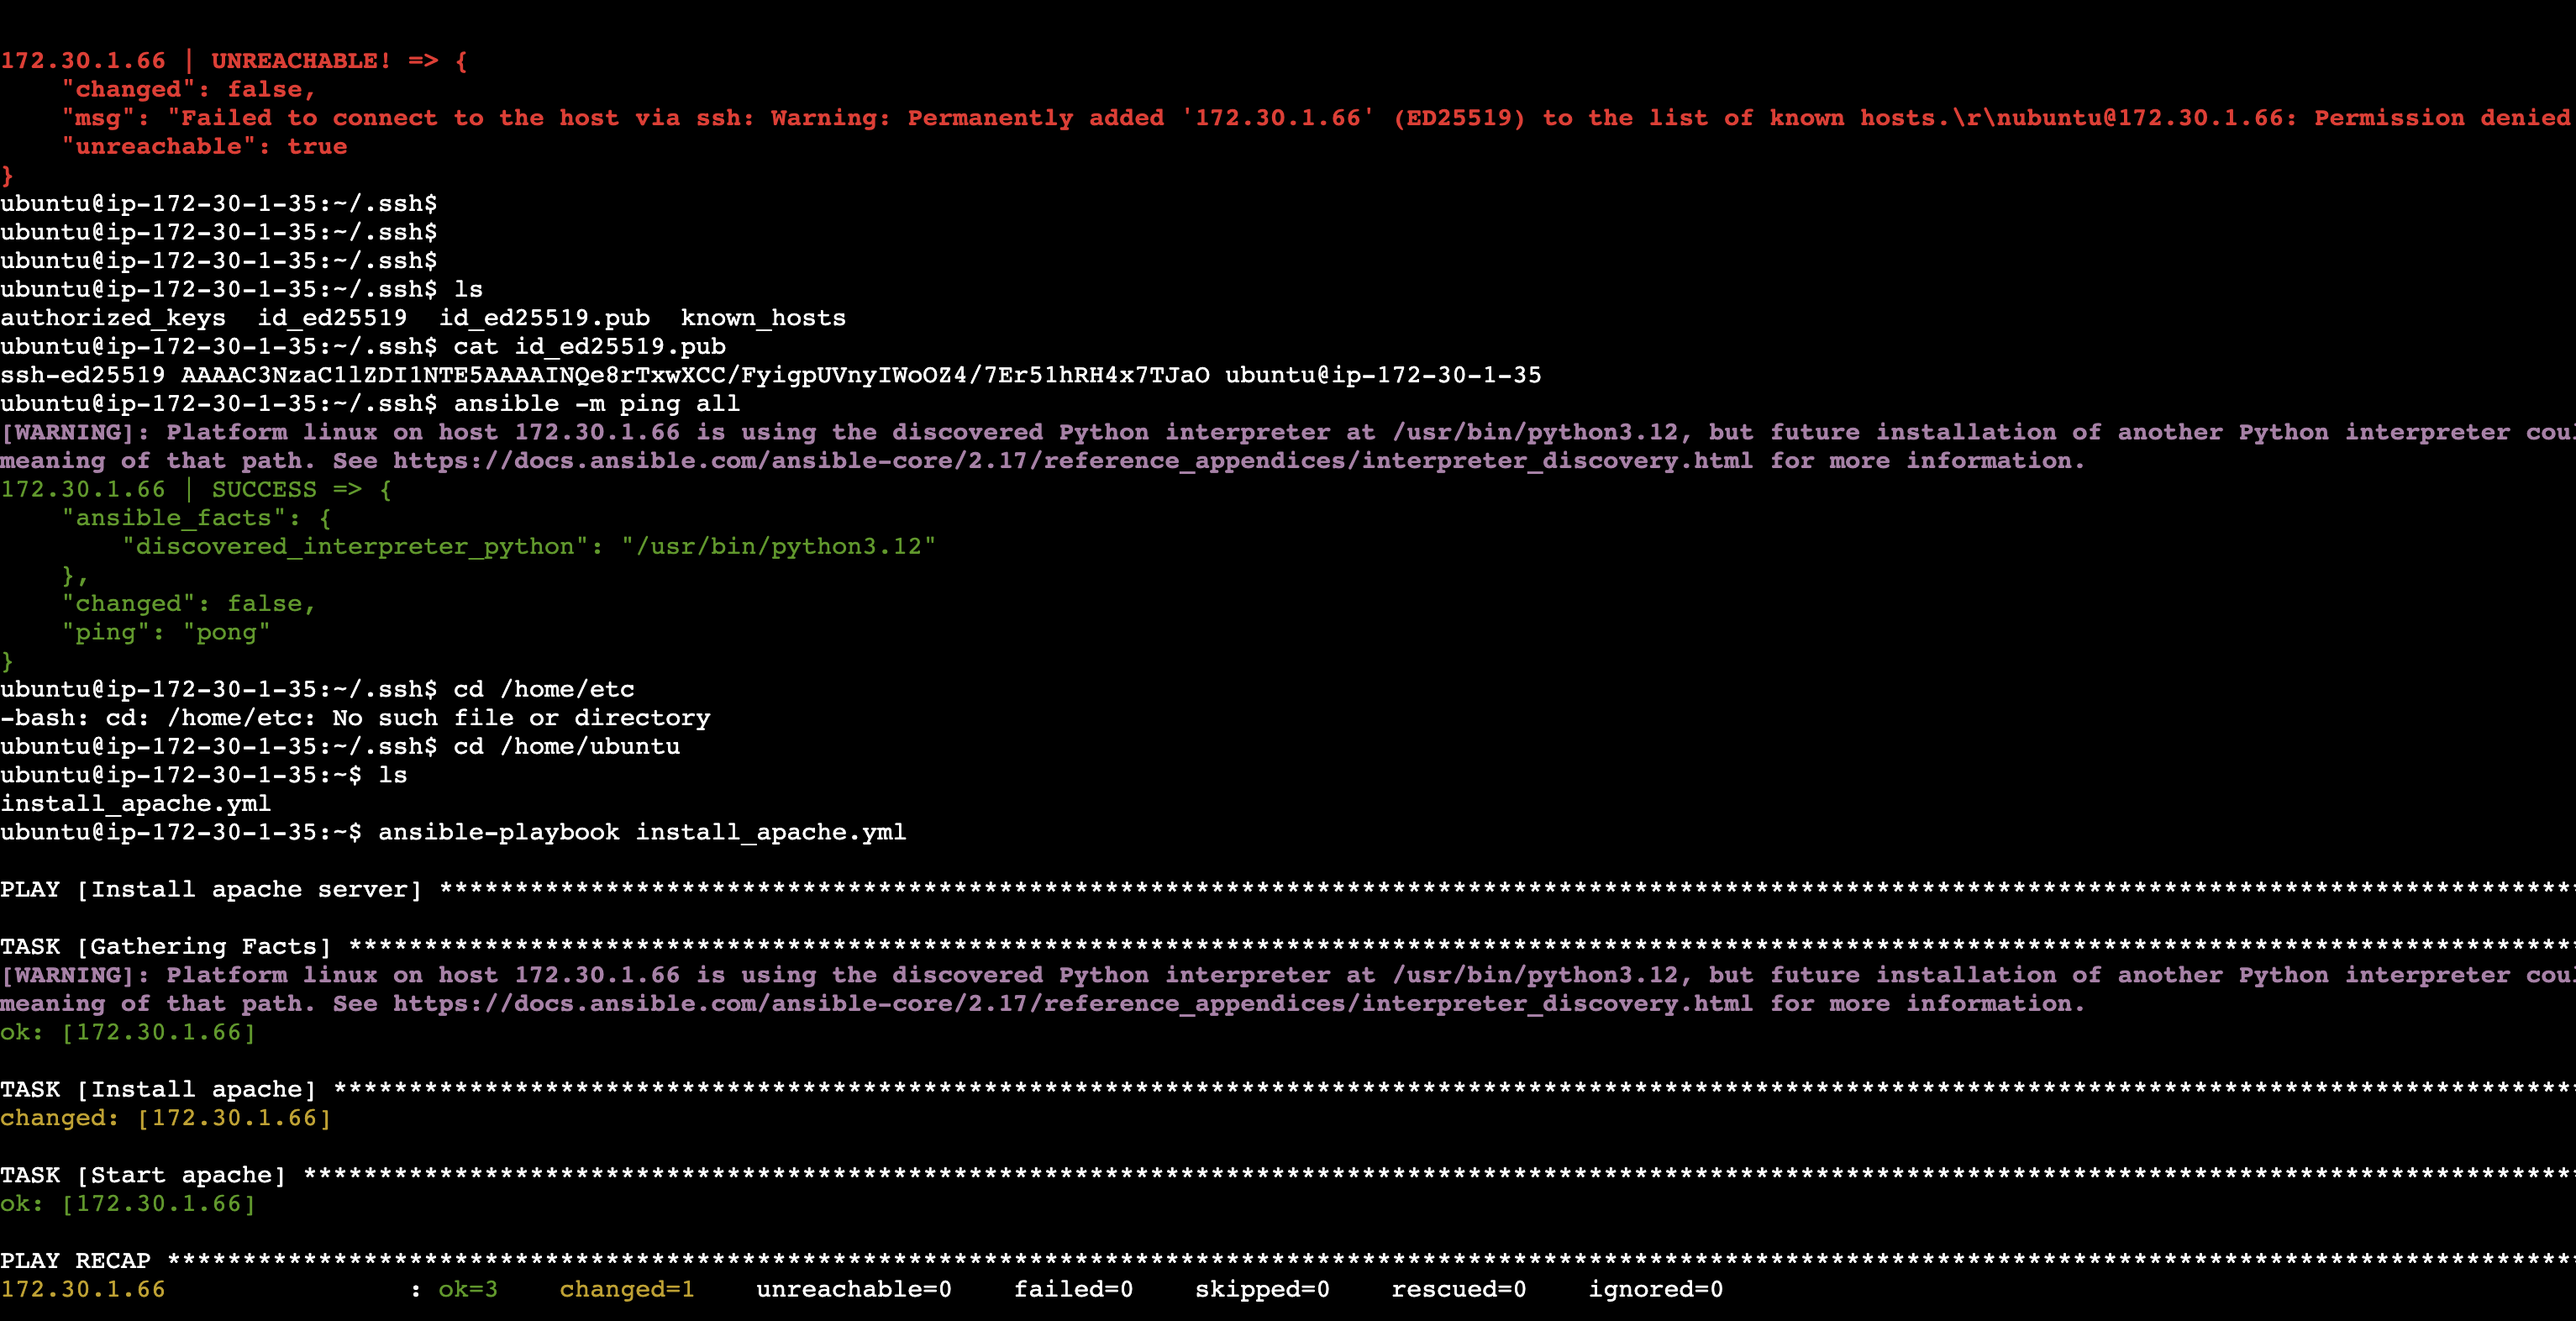 172.30.1.66 | UNREACHABLE! => {
    "changed": false,
    "msg": "Failed to connect to the host via ssh: Warning: Permanently added '172.30.1.66' (ED25519) to the list of known hosts.\r\nubuntu@172.30.1.66: Permission denied
    "unreachable": true
}
ubuntu@ip-172-30-1-35:~/.ssh$
ubuntu@ip-172-30-1-35:~/.ssh$
ubuntu@ip-172-30-1-35:~/.ssh$
ubuntu@ip-172-30-1-35:~/.ssh$ ls
authorized_keys  id_ed25519  id_ed25519.pub  known_hosts
ubuntu@ip-172-30-1-35:~/.ssh$ cat id_ed25519.pub
ssh-ed25519 AAAAC3NzaC1lZDI1NTE5AAAAINQe8rTxwXCC/FyigpUVnyIWoOZ4/7Er51hRH4x7TJaO ubuntu@ip-172-30-1-35
ubuntu@ip-172-30-1-35:~/.ssh$ ansible -m ping all
[WARNING]: Platform linux on host 172.30.1.66 is using the discovered Python interpreter at /usr/bin/python3.12, but future installation of another Python interpreter cou
meaning of that path. See https://docs.ansible.com/ansible-core/2.17/reference_appendices/interpreter_discovery.html for more information.
172.30.1.66 | SUCCESS => {
    "ansible_facts": {
        "discovered_interpreter_python": "/usr/bin/python3.12"
    },
    "changed": false,
    "ping": "pong"
}
ubuntu@ip-172-30-1-35:~/.ssh$ cd /home/etc
-bash: cd: /home/etc: No such file or directory
ubuntu@ip-172-30-1-35:~/.ssh$ cd /home/ubuntu
ubuntu@ip-172-30-1-35:~$ ls
install_apache.yml
ubuntu@ip-172-30-1-35:~$ ansible-playbook install_apache.yml
PLAY [Install apache server] *********************************************************************************************************************************************
TASK [Gathering Facts] ***************************************************************************************************************************************************
[WARNING]: Platform linux on host 172.30.1.66 is using the discovered Python interpreter at /usr/bin/python3.12, but future installation of another Python interpreter cou
meaning of that path. See https://docs.ansible.com/ansible-core/2.17/reference_appendices/interpreter_discovery.html for more information.
ok: [172.30.1.66]
TASK [Install apache] ****************************************************************************************************************************************************
changed: [172.30.1.66]
TASK [Start apache] ******************************************************************************************************************************************************
ok: [172.30.1.66]
PLAY RECAP ***************************************************************************************************************************************************************
172.30.1.66                : ok=3    changed=1    unreachable=0    failed=0    skipped=0    rescued=0    ignored=0